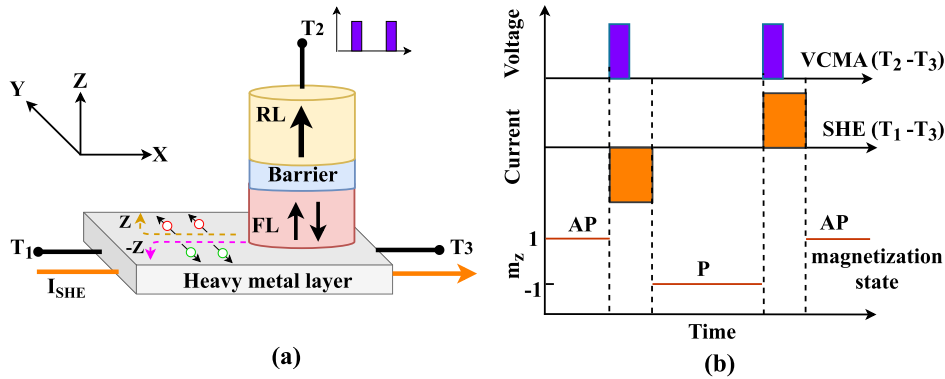 T2
Y
Z
X
RL
Barrier
FL
Z
-Z
T1
T3
Heavy metal layer
ISHE
(a)
Voltage
VCMA (T2 -T3)
Current
SHE (T1 -T3)
AP
AP
1
mz
P
magnetization
state
-1
Time
(b)